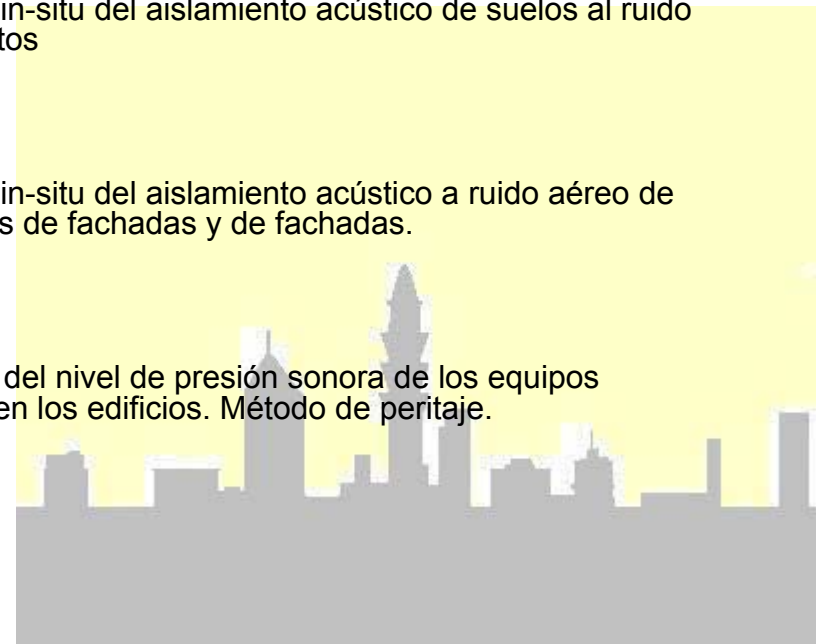 in-situ del aislamiento acústico de suelos al ruido
tos
in-situ del aislamiento acústico a ruido aéreo de
s de fachadas y de fachadas.
del nivel de presión sonora de los equipos
en los edificios. Método de peritaje.